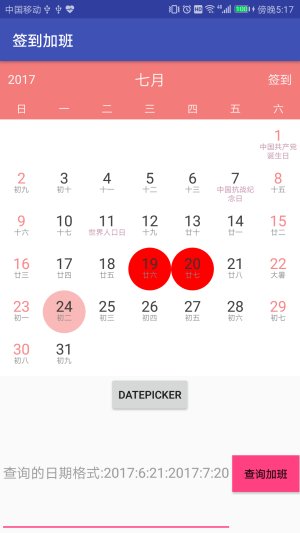 中国移动 HD 100% 傍晚5:17
签到加班
2017 七月 签到
日 一 二 三 四 五 六
1
中国共产党
诞生日
2 3 4 5 6 7 8
初九 初十 十一 十二 十三 中国抗战纪 十五
念日
9 10 11 12 13 14 15
十六 十七 世界人口日 十九 二十 廿一 廿二
16 17 18 19 20 21 22
廿三 廿四 廿五 廿六 廿七 廿八 大暑
23 24 25 26 27 28 29
初一 初二 初三 初四 初五 初六 初七
30 31
初八 初九
DATEPICKER
查询的日期格式:2017:6:21:2017:7:20
查询加班